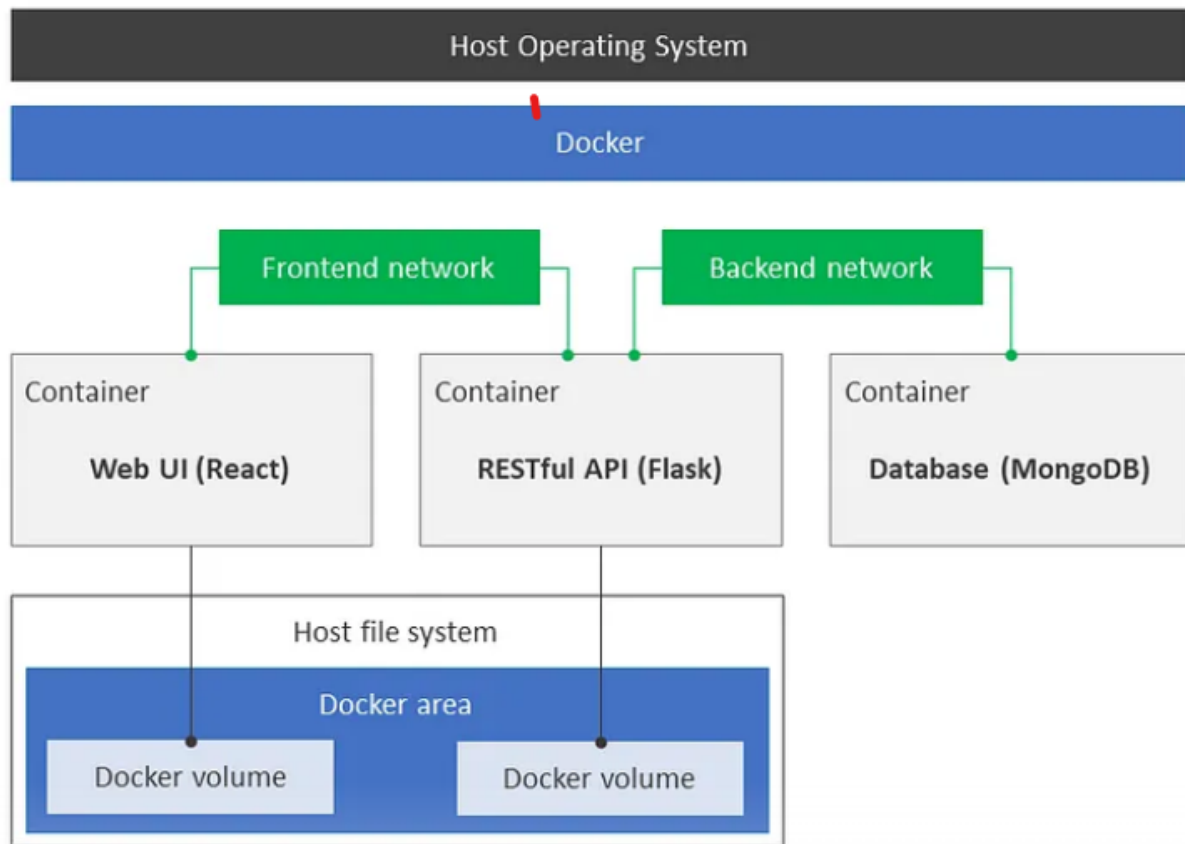 Host Operating System
Docker
Frontend network
Backend network
Container
Web UI (React)
Container
RESTful API (Flask)
Container
Database (MongoDB)
Host file system
Docker area
Docker volume
Docker volume